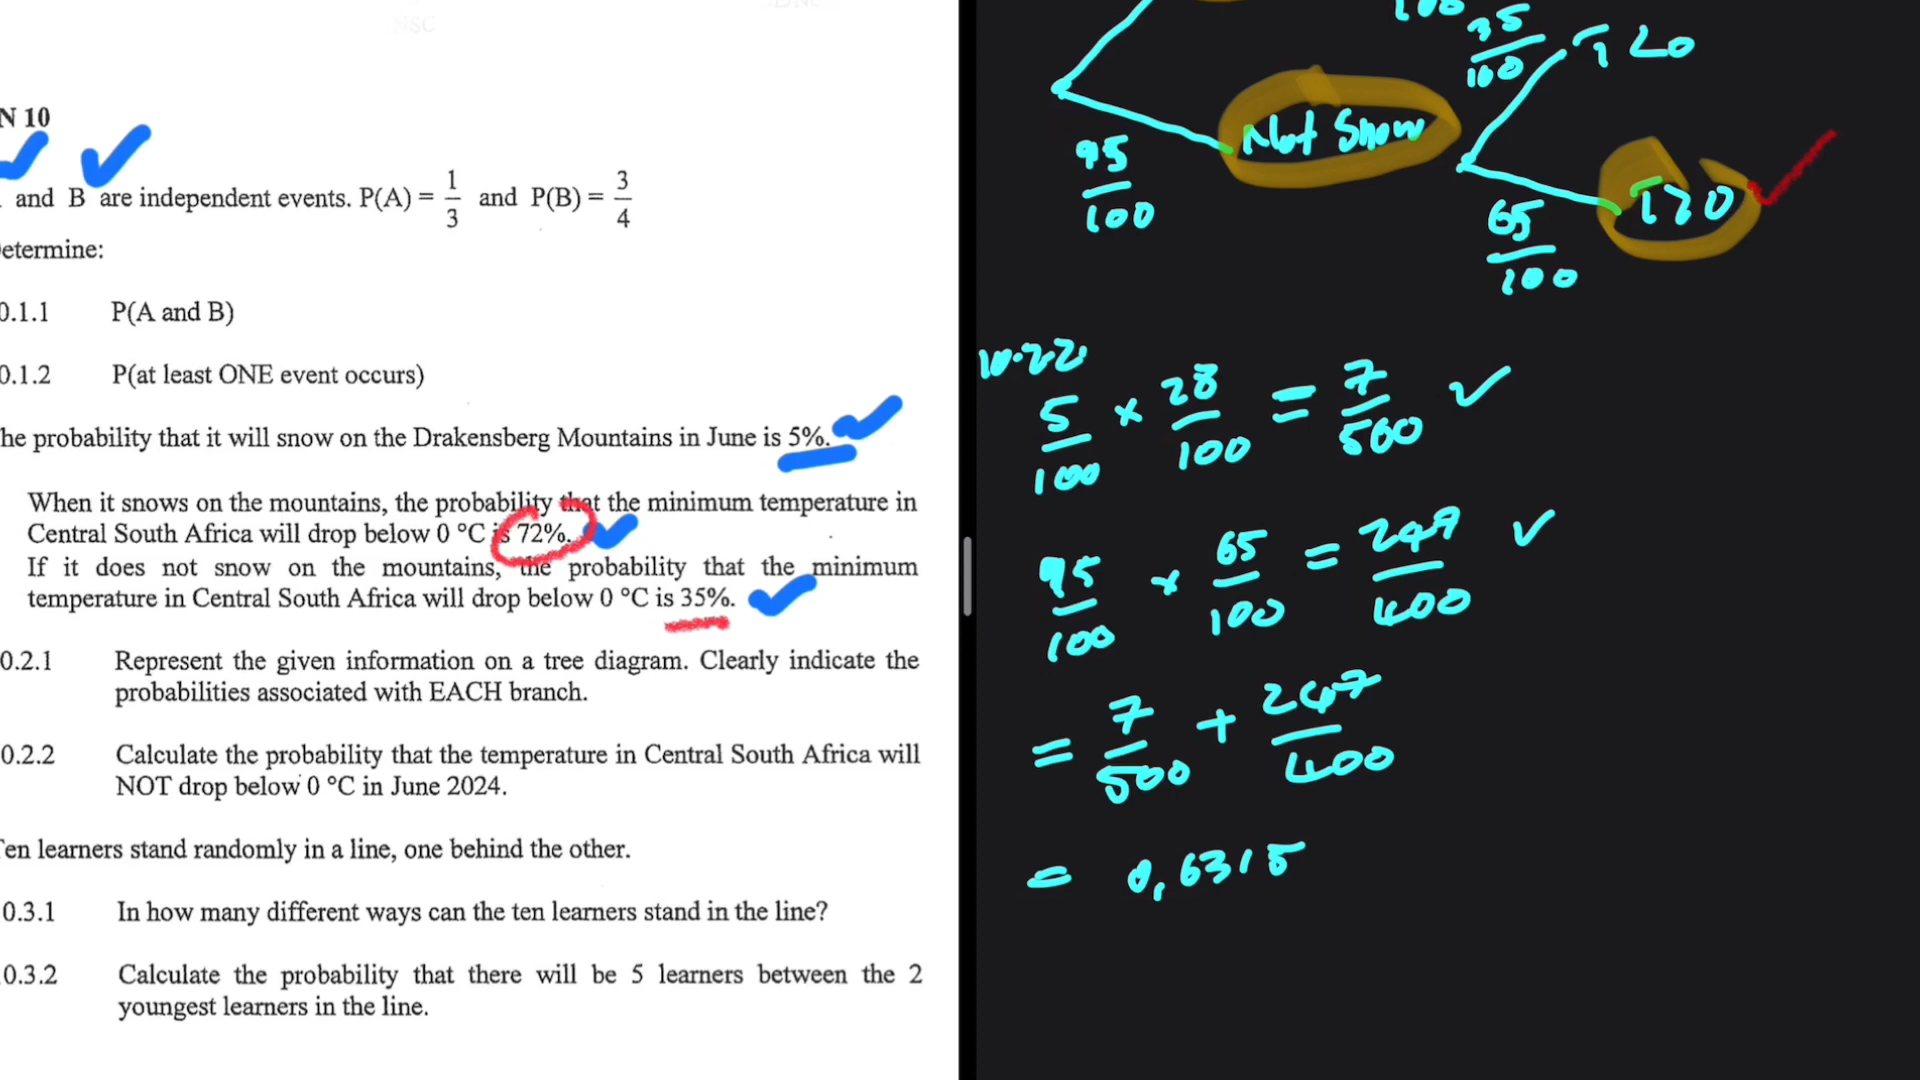 N 10
and B are independent events. P(A) = 1/3 and P(B) = 3/4
etermine:
0.1.1 P(A and B)
0.1.2 P(at least ONE event occurs)
he probability that it will snow on the Drakensberg Mountains in June is 5%.
When it snows on the mountains, the probability that the minimum temperature in
Central South Africa will drop below 0 °C is 72%.
If it does not snow on the mountains, the probability that the minimum
temperature in Central South Africa will drop below 0 °C is 35%.
0.2.1 Represent the given information on a tree diagram. Clearly indicate the
probabilities associated with EACH branch.
0.2.2 Calculate the probability that the temperature in Central South Africa will
NOT drop below 0 °C in June 2024.
Ten learners stand randomly in a line, one behind the other.
0.3.1 In how many different ways can the ten learners stand in the line?
0.3.2 Calculate the probability that there will be 5 learners between the 2
youngest learners in the line.
35/100 T<0
Not Snow
95/100
T>0
65/100
10.22
5/100 × 28/100 = 7/500 ✓
95/100 × 65/100 = 247/400 ✓
= 7/500 + 247/400
= 0,6315